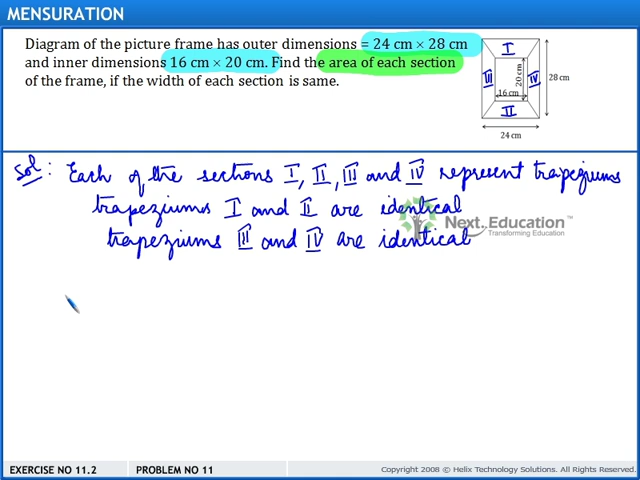 MENSURATION
Diagram of the picture frame has outer dimensions = 24 cm × 28 cm
and inner dimensions 16 cm × 20 cm. Find the area of each section
of the frame, if the width of each section is same.
I
III
20 cm
IV
28 cm
16 cm
II
24 cm
Sol: Each of the sections I, II, III and IV represent trapeziums
trapeziums I and II are identical
Next Education
Transforming Education
trapeziums III and IV are identical
EXERCISE NO 11.2
PROBLEM NO 11
Copyright 2008 © Helix Technology Solutions. All Rights Reserved.